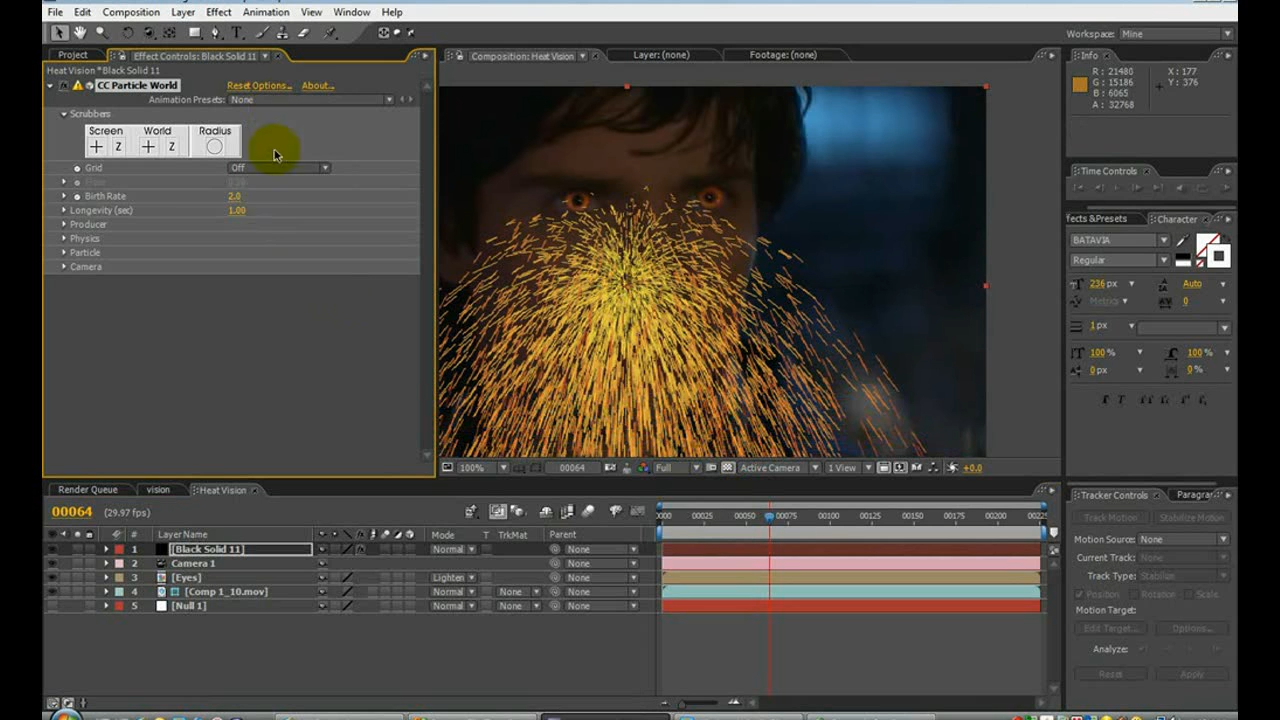 File Edit Composition Layer Effect Animation View Window Help
Workspace: Mine
Project Effect Controls: Black Solid 11
Composition: Heat Vision Layer: (none) Footage: (none)
Info
Heat Vision * Black Solid 11
CC Particle World Reset Options... About...
Animation Presets: None
Scrubbers
Screen World Radius
Z Z
Grid Off
Birth Rate 2.0
Longevity (sec) 1.00
Producer
Physics
Particle
Camera
R: 21480 X: 177
G: 15186 Y: 376
B: 6065
A: 32768
Time Controls
ffects &Presets Character
BATAVIA
Regular
236 px Auto
Metrics 0
1 px
100 % 100 %
0 px 0 %
100% 00064 Full Active Camera 1 View +0.0
Render Queue vision Heat Vision
00064 (29.97 fps)
0000 00025 00050 00075 00100 00125 00150 00175 00200 00225
# Layer Name Mode T TrkMat Parent
1 [Black Solid 11] Normal None
2 Camera 1 None
3 [Eyes] Lighten None
4 [Comp 1_10.mov] Normal None None
5 [Null 1] Normal None None
Tracker Controls Paragra
Track Motion Stabilize Motion
Motion Source: None
Current Track: None
Track Type: Stabilize
Position Rotation Scale
Motion Target:
Edit Target... Options...
Analyze:
Reset Apply